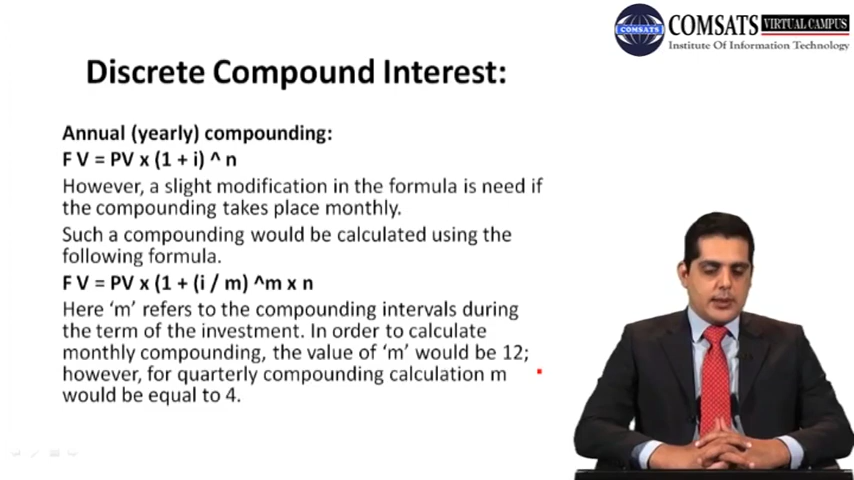 COMSATS VIRTUAL CAMPUS
Institute Of Information Technology
COMSATS
Discrete Compound Interest:
Annual (yearly) compounding:
F V = PV x (1 + i) ^ n
However, a slight modification in the formula is need if
the compounding takes place monthly.
Such a compounding would be calculated using the
following formula.
F V = PV x (1 + (i / m) ^m x n
Here ‘m’ refers to the compounding intervals during
the term of the investment. In order to calculate
monthly compounding, the value of ‘m’ would be 12;
however, for quarterly compounding calculation m
would be equal to 4.